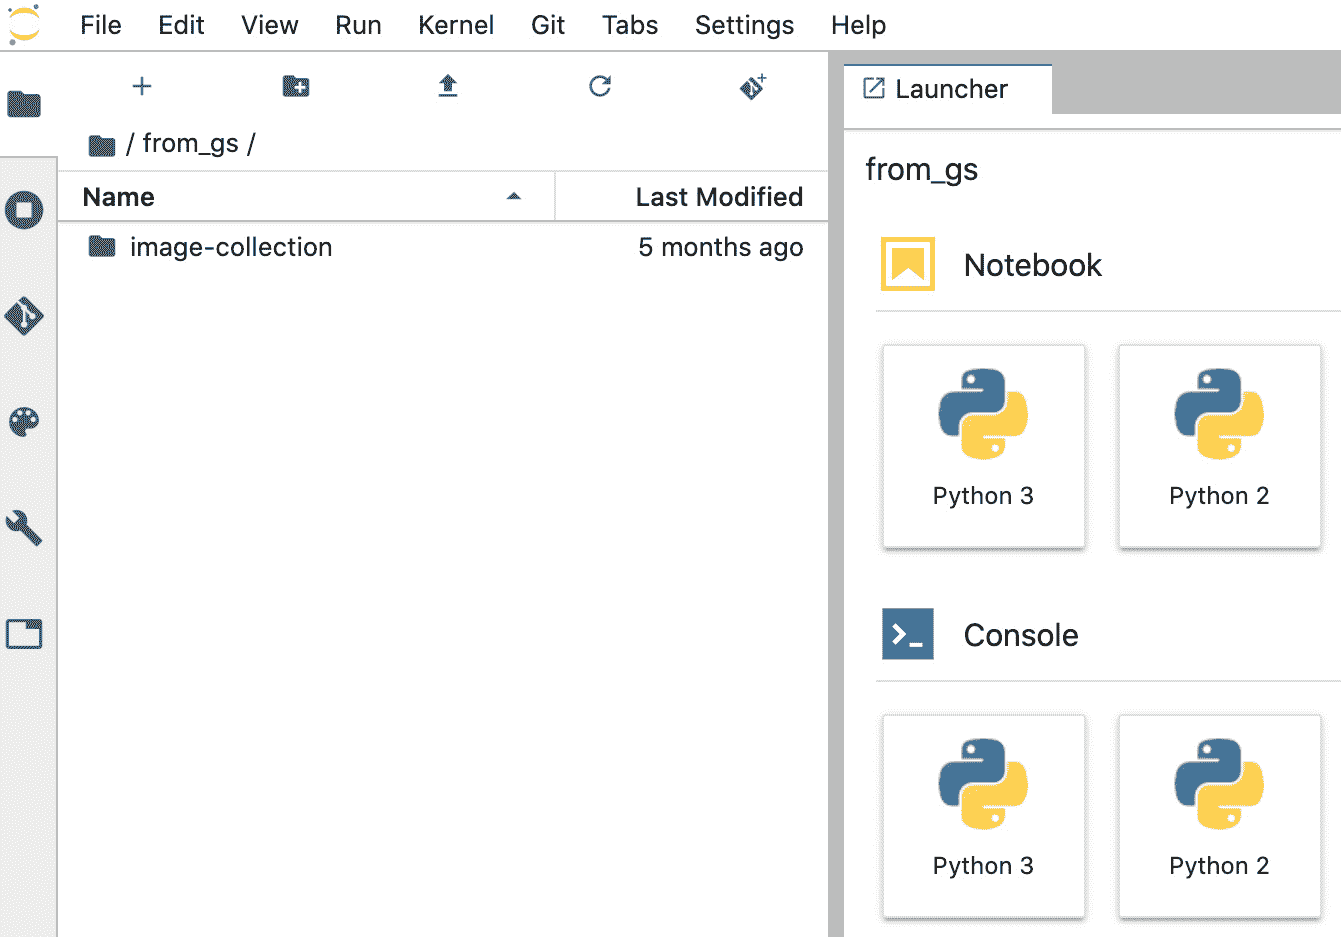 File Edit View Run Kernel Git Tabs Settings Help
/ from_gs /
Name Last Modified
image-collection 5 months ago
Launcher
from_gs
Notebook
Python 3 Python 2
Console
Python 3 Python 2